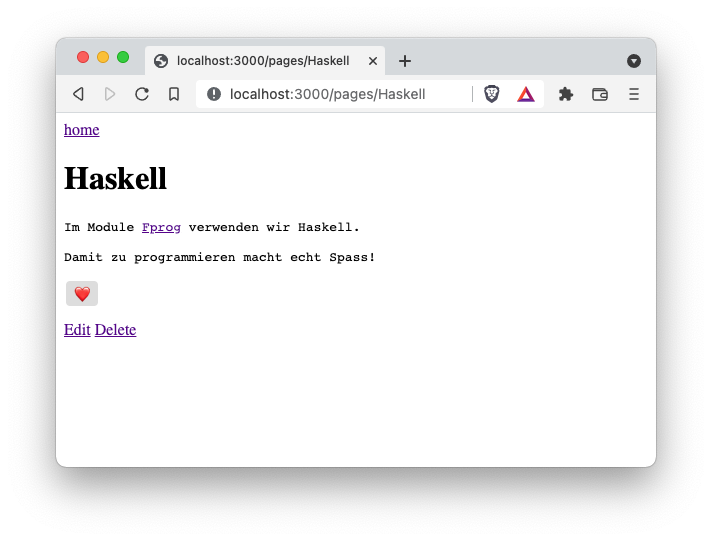 localhost:3000/pages/Haskell
localhost:3000/pages/Haskell
home
Haskell
Im Module Fprog verwenden wir Haskell.
Damit zu programmieren macht echt Spass!
Edit Delete